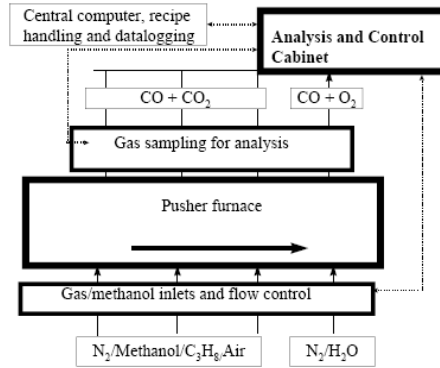 Central computer, recipe
handling and datalogging
Analysis and Control
Cabinet
CO + CO₂
CO + O₂
Gas sampling for analysis
Pusher furnace
Gas/methanol inlets and flow control
N₂/Methanol/C₃H₈/Air
N₂/H₂O